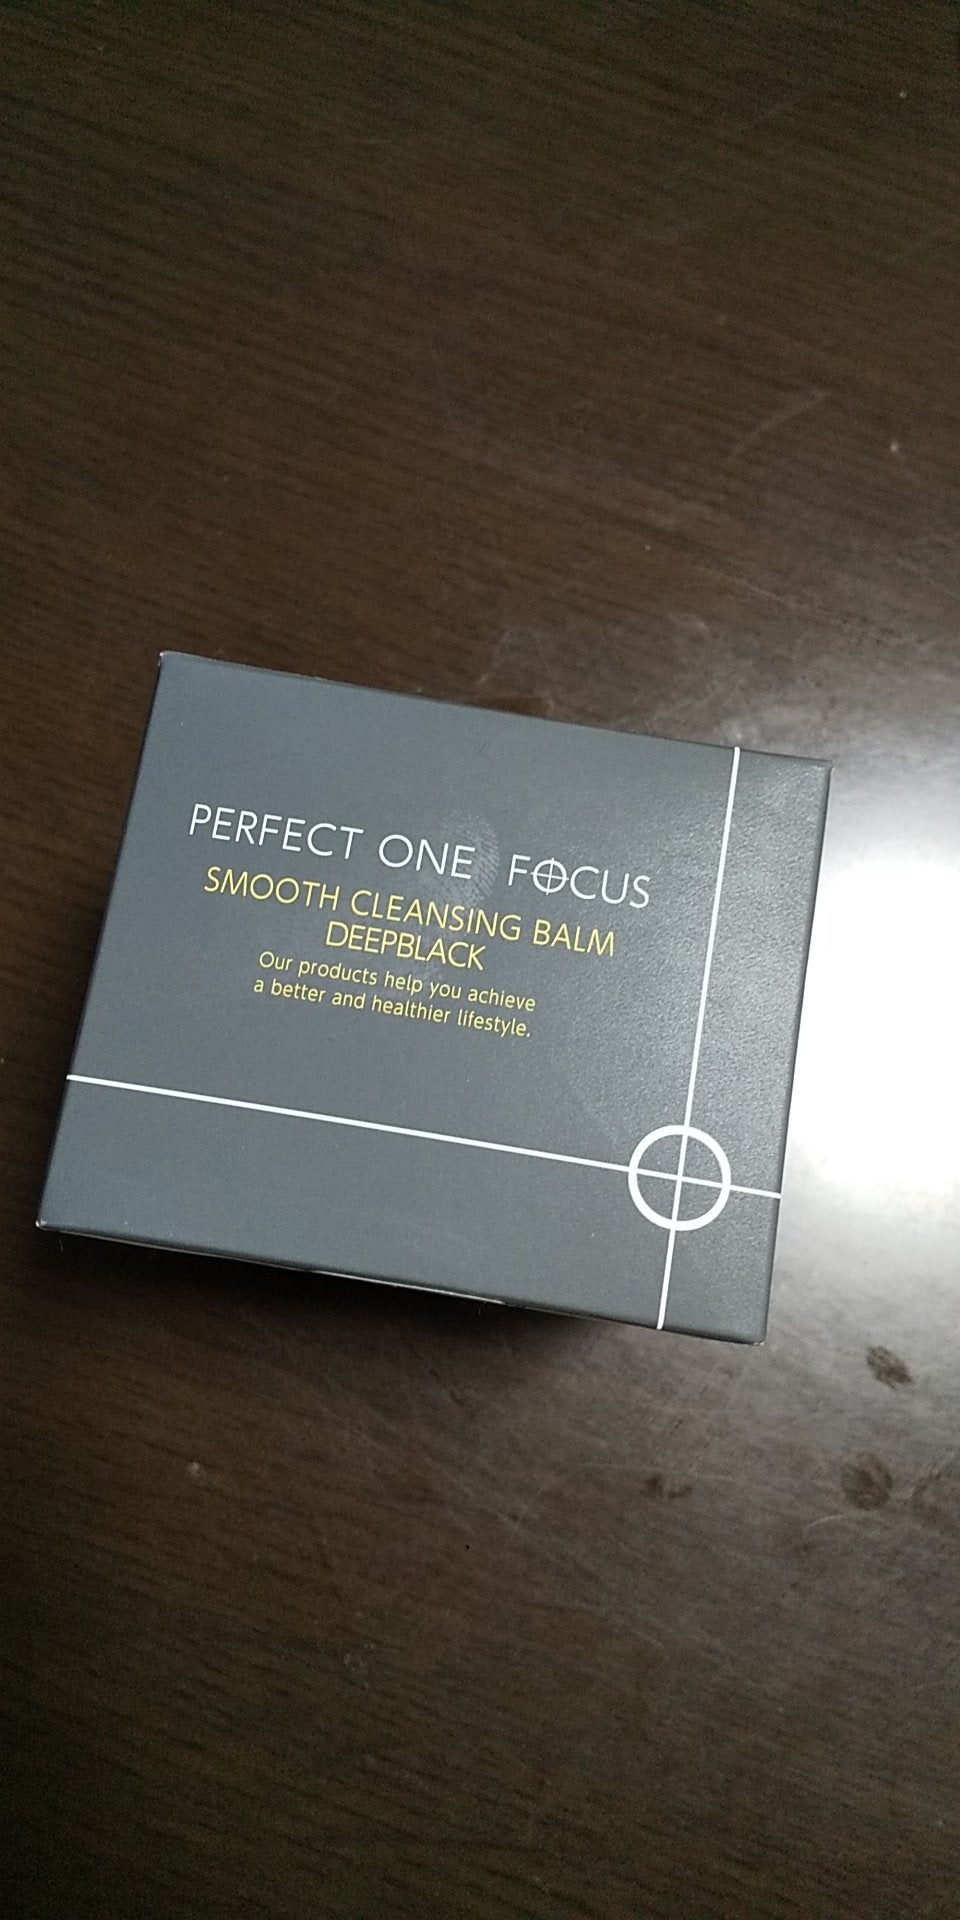 PERFECT ONE FOCUS
SMOOTH CLEANSING BALM
DEEPBLACK
Our products help you achieve
a better and healthier lifestyle.